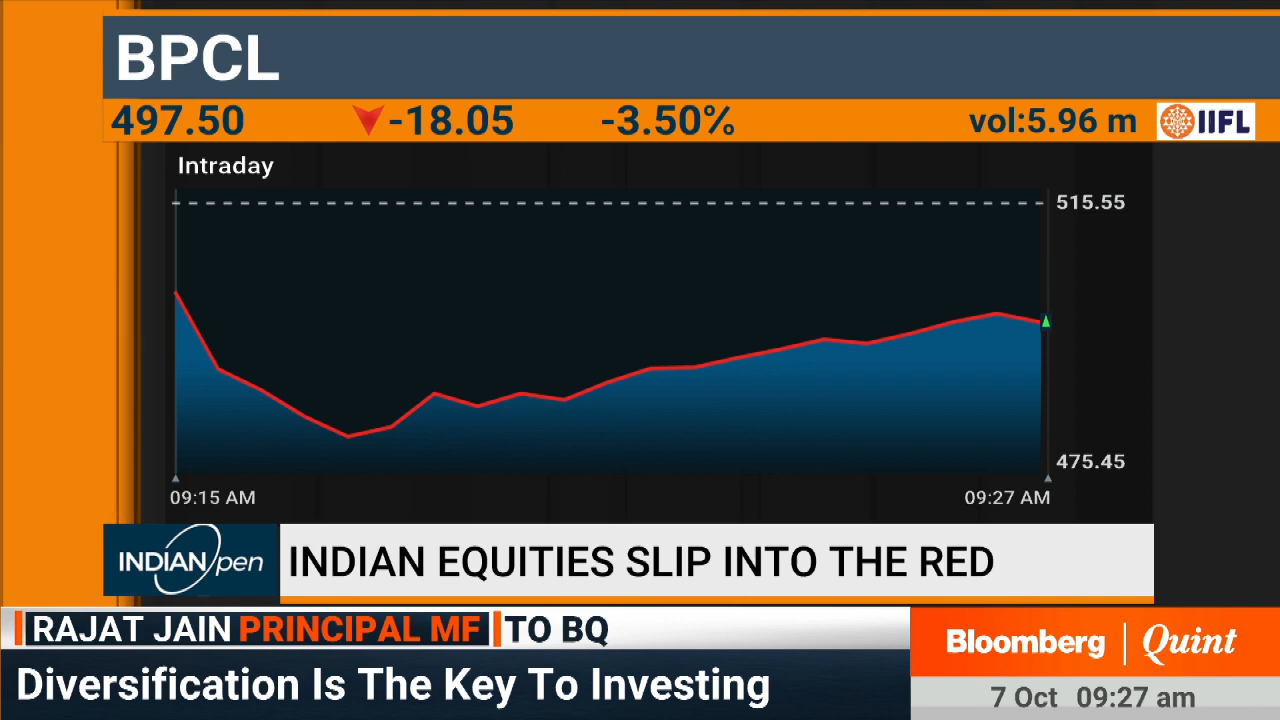 BPCL
497.50 -18.05 -3.50% vol:5.96 m IIFL
Intraday
515.55
475.45
09:15 AM 09:27 AM
INDIAN Open INDIAN EQUITIES SLIP INTO THE RED
RAJAT JAIN PRINCIPAL MF TO BQ
Diversification Is The Key To Investing
Bloomberg | Quint
7 Oct 09:27 am